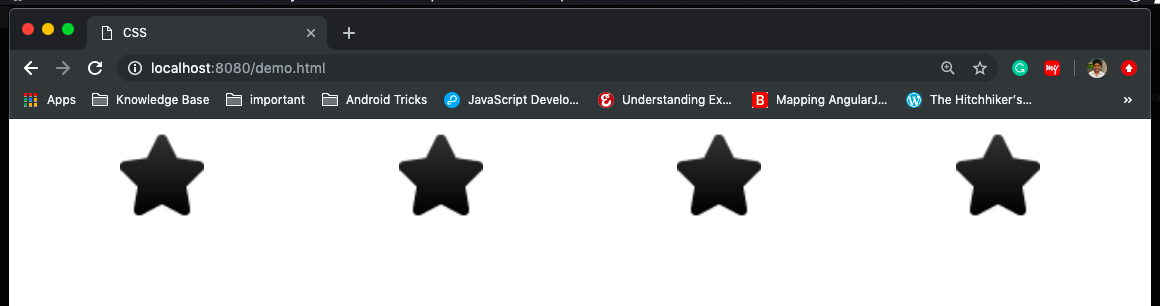 CSS
localhost:8080/demo.html
my
Apps Knowledge Base important Android Tricks JavaScript Develo... Understanding Ex... B Mapping AngularJ... The Hitchhiker's... »